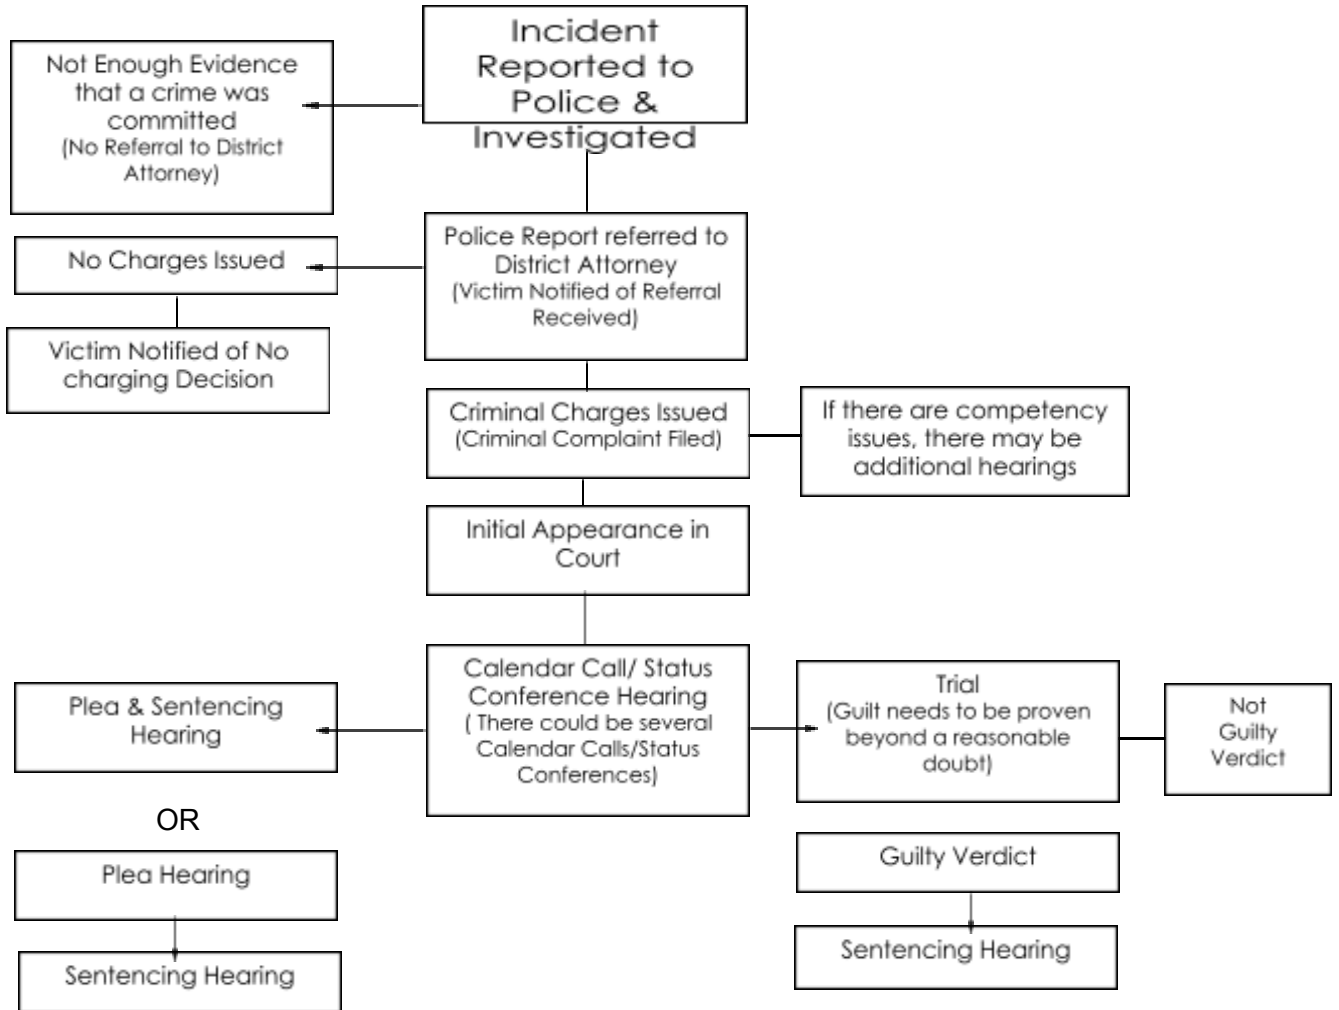 Incident
Reported to
Police &
Investigated
Not Enough Evidence
that a crime was
committed
(No Referral to District
Attorney)
Police Report referred to
District Attorney
(Victim Notified of Referral
Received)
No Charges Issued
Victim Notified of No
charging Decision
Criminal Charges Issued
(Criminal Complaint Filed)
If there are competency
issues, there may be
additional hearings
Initial Appearance in
Court
Calendar Call/ Status
Conference Hearing
( There could be several
Calendar Calls/Status
Conferences)
Plea & Sentencing
Hearing
OR
Plea Hearing
Sentencing Hearing
Trial
(Guilt needs to be proven
beyond a reasonable
doubt)
Not
Guilty
Verdict
Guilty Verdict
Sentencing Hearing